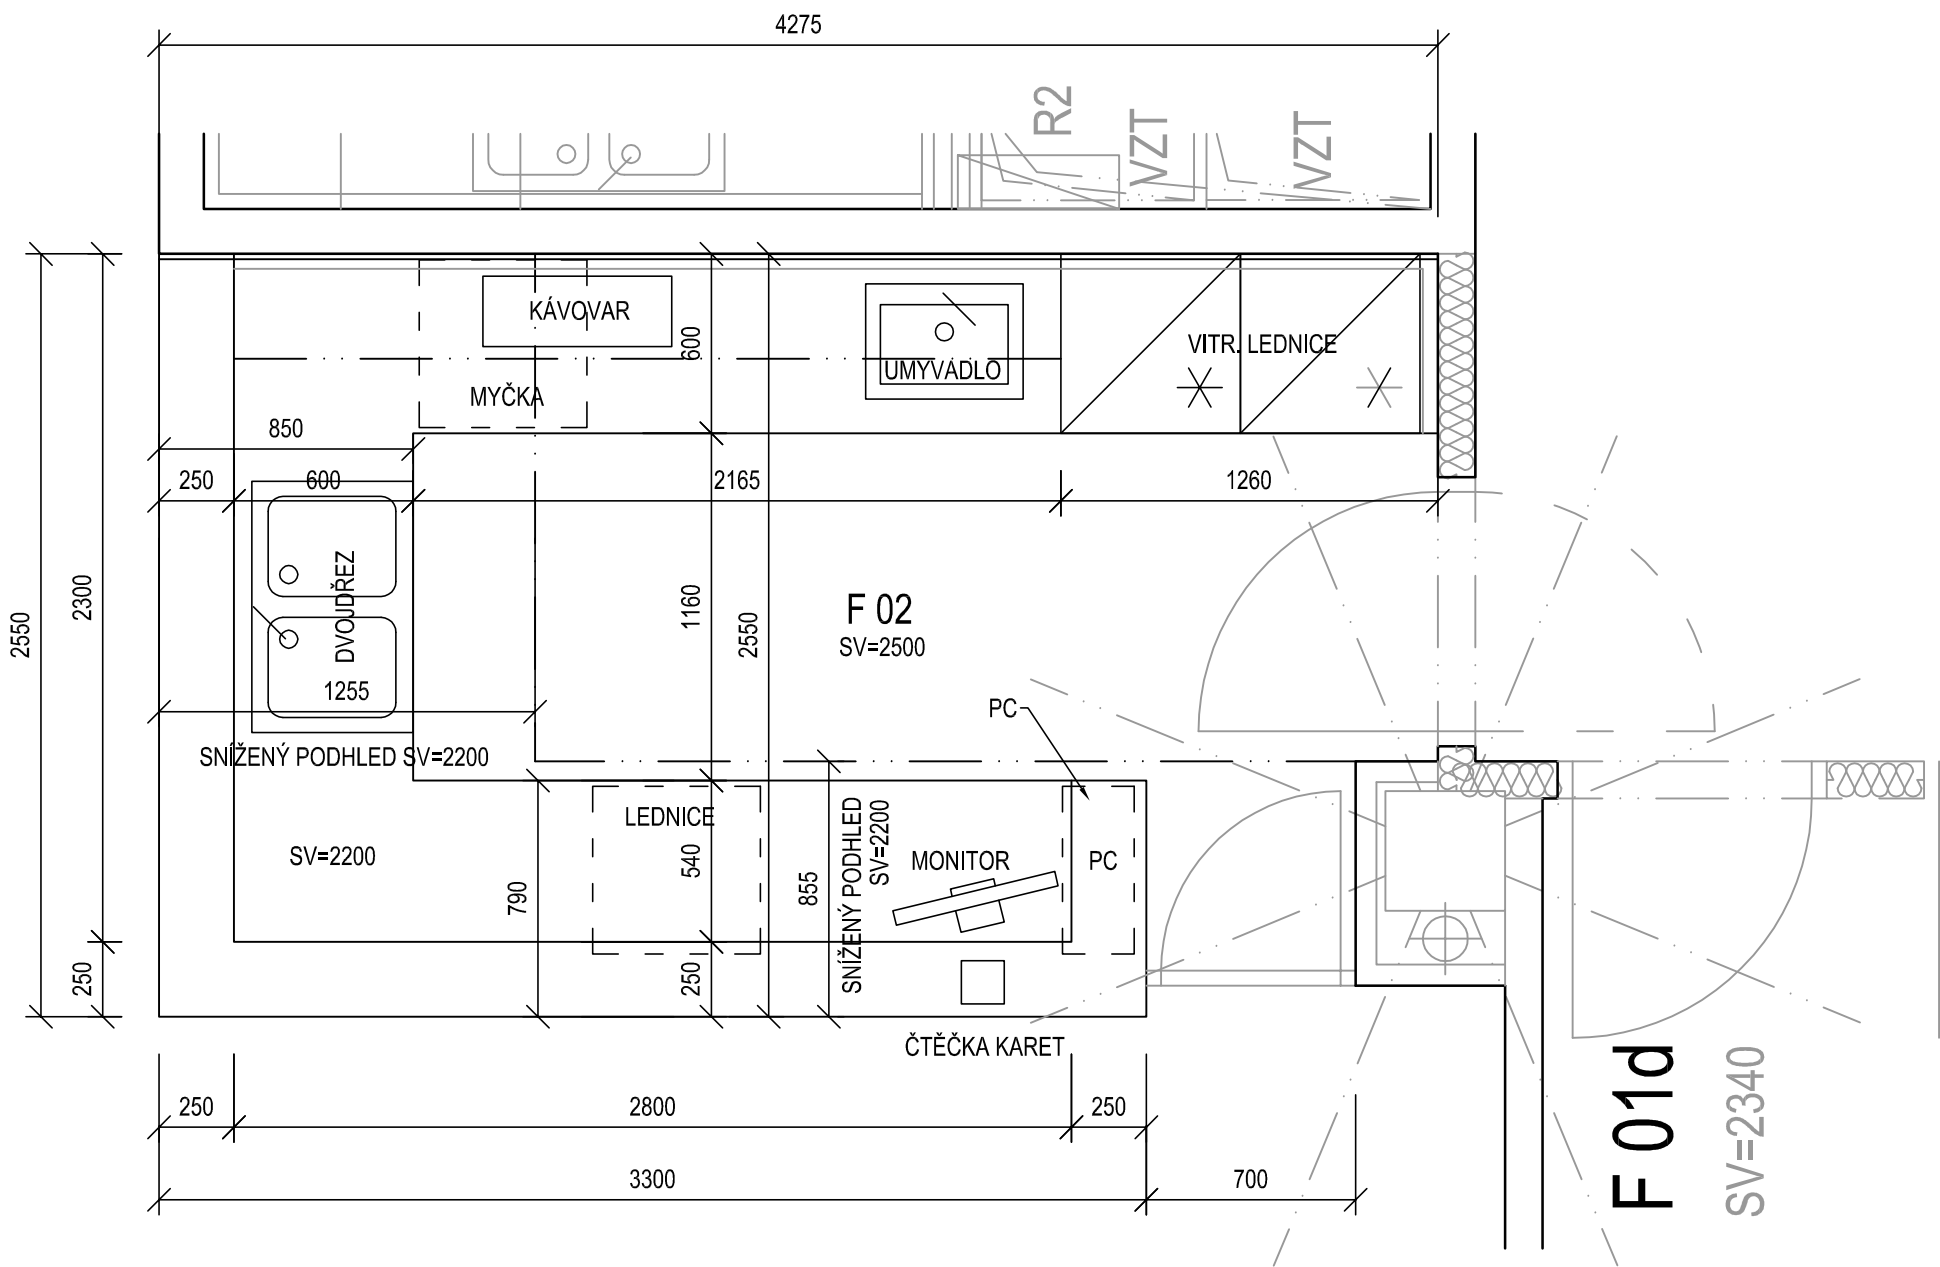 4275
R2
VZT
VZT
KÁVOVAR
600
VITR. LEDNICE
UMYVADLO
MYČKA
850
250
600
2165
1260
2550
2300
DVOJDŘEZ
1160
2550
F 02
SV=2500
1255
PC
SNÍŽENÝ PODHLED SV=2200
LEDNICE
SV=2200
540
790
855
SNÍŽENÝ PODHLED
SV=2200
MONITOR
PC
250
250
ČTĚČKA KARET
250
2800
250
3300
700
F 01d
SV=2340